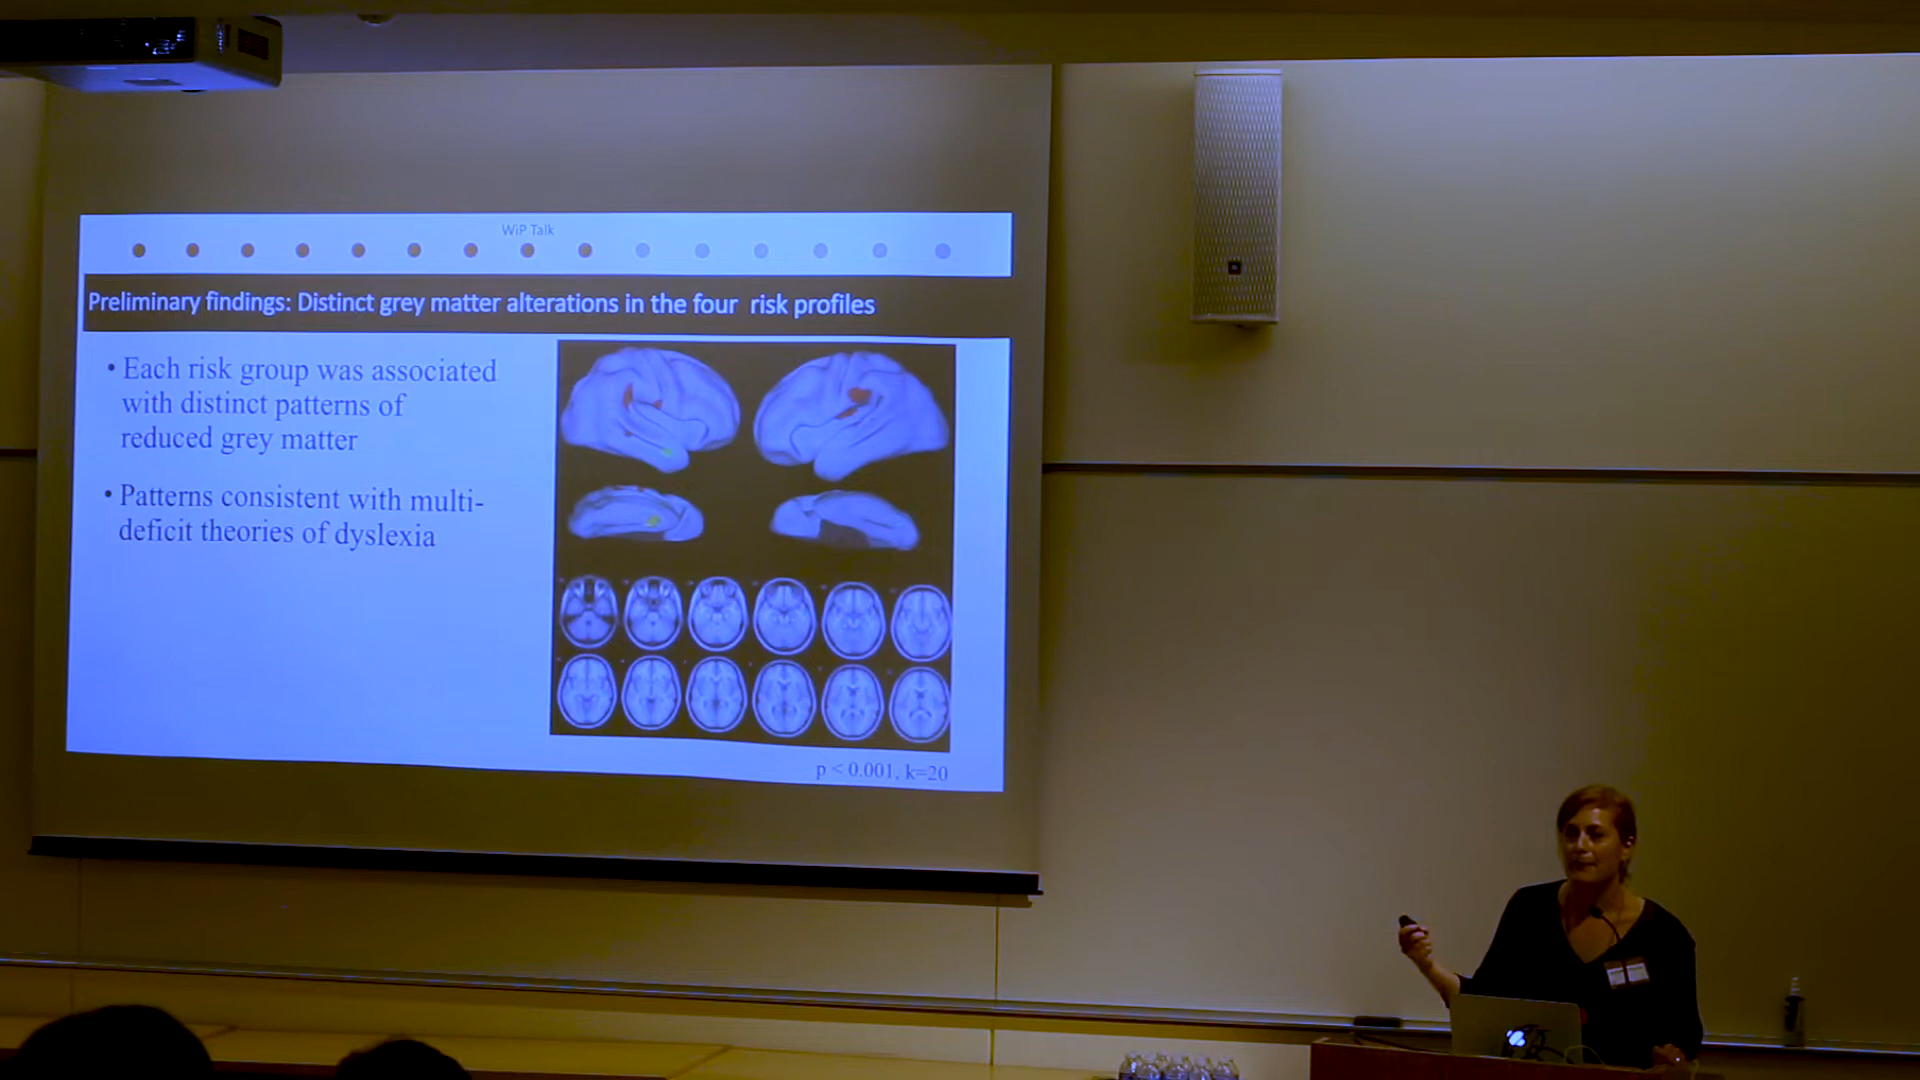 WiP Talk
Preliminary findings: Distinct grey matter alterations in the four risk profiles
• Each risk group was associated
with distinct patterns of
reduced grey matter
• Patterns consistent with multi-
deficit theories of dyslexia
p < 0.001, k=20